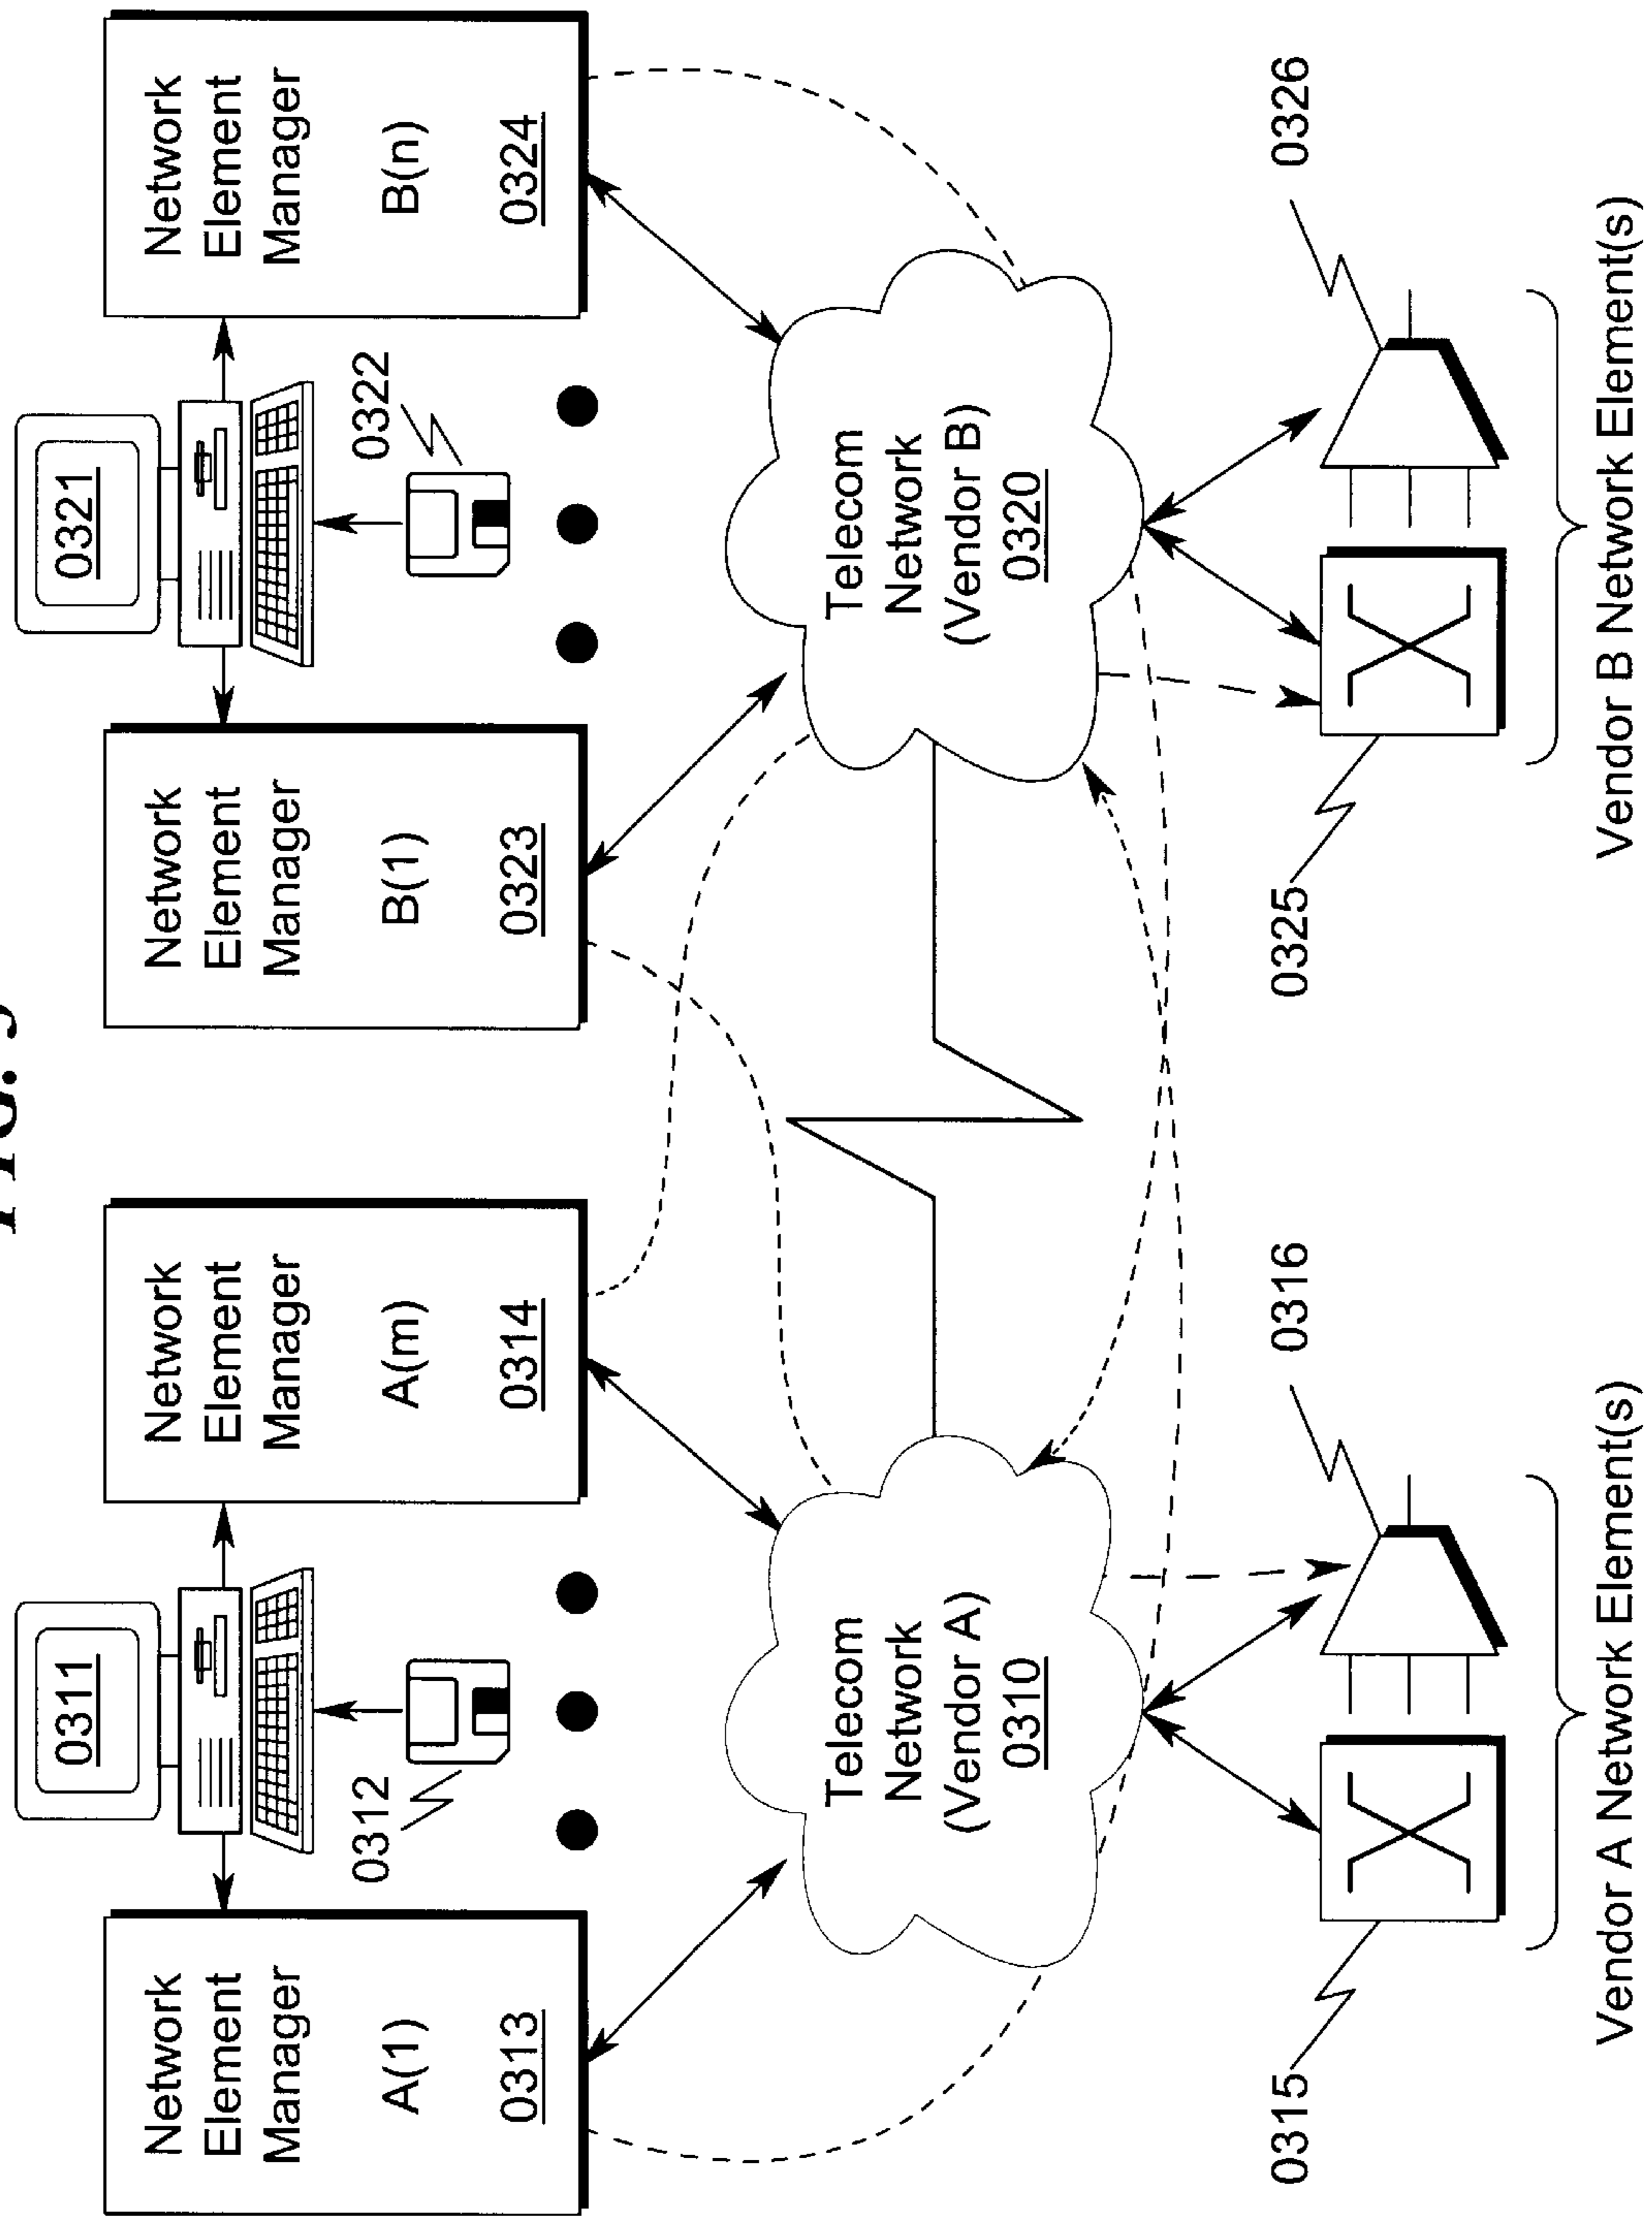 FIG.
0311
0321
Network
Element
Manager
A(1)
0313
0312
Network
Element
Manager
A(m)
0314
Network
Element
Manager
B(1)
0323
0322
Network
Element
Manager
B(n)
0324
Telecom
Network
(Vendor A)
0310
Telecom
Network
(Vendor B)
0320
0315
0316
0325
0326
Vendor A Network Element(s)
Vendor B Network Element(s)